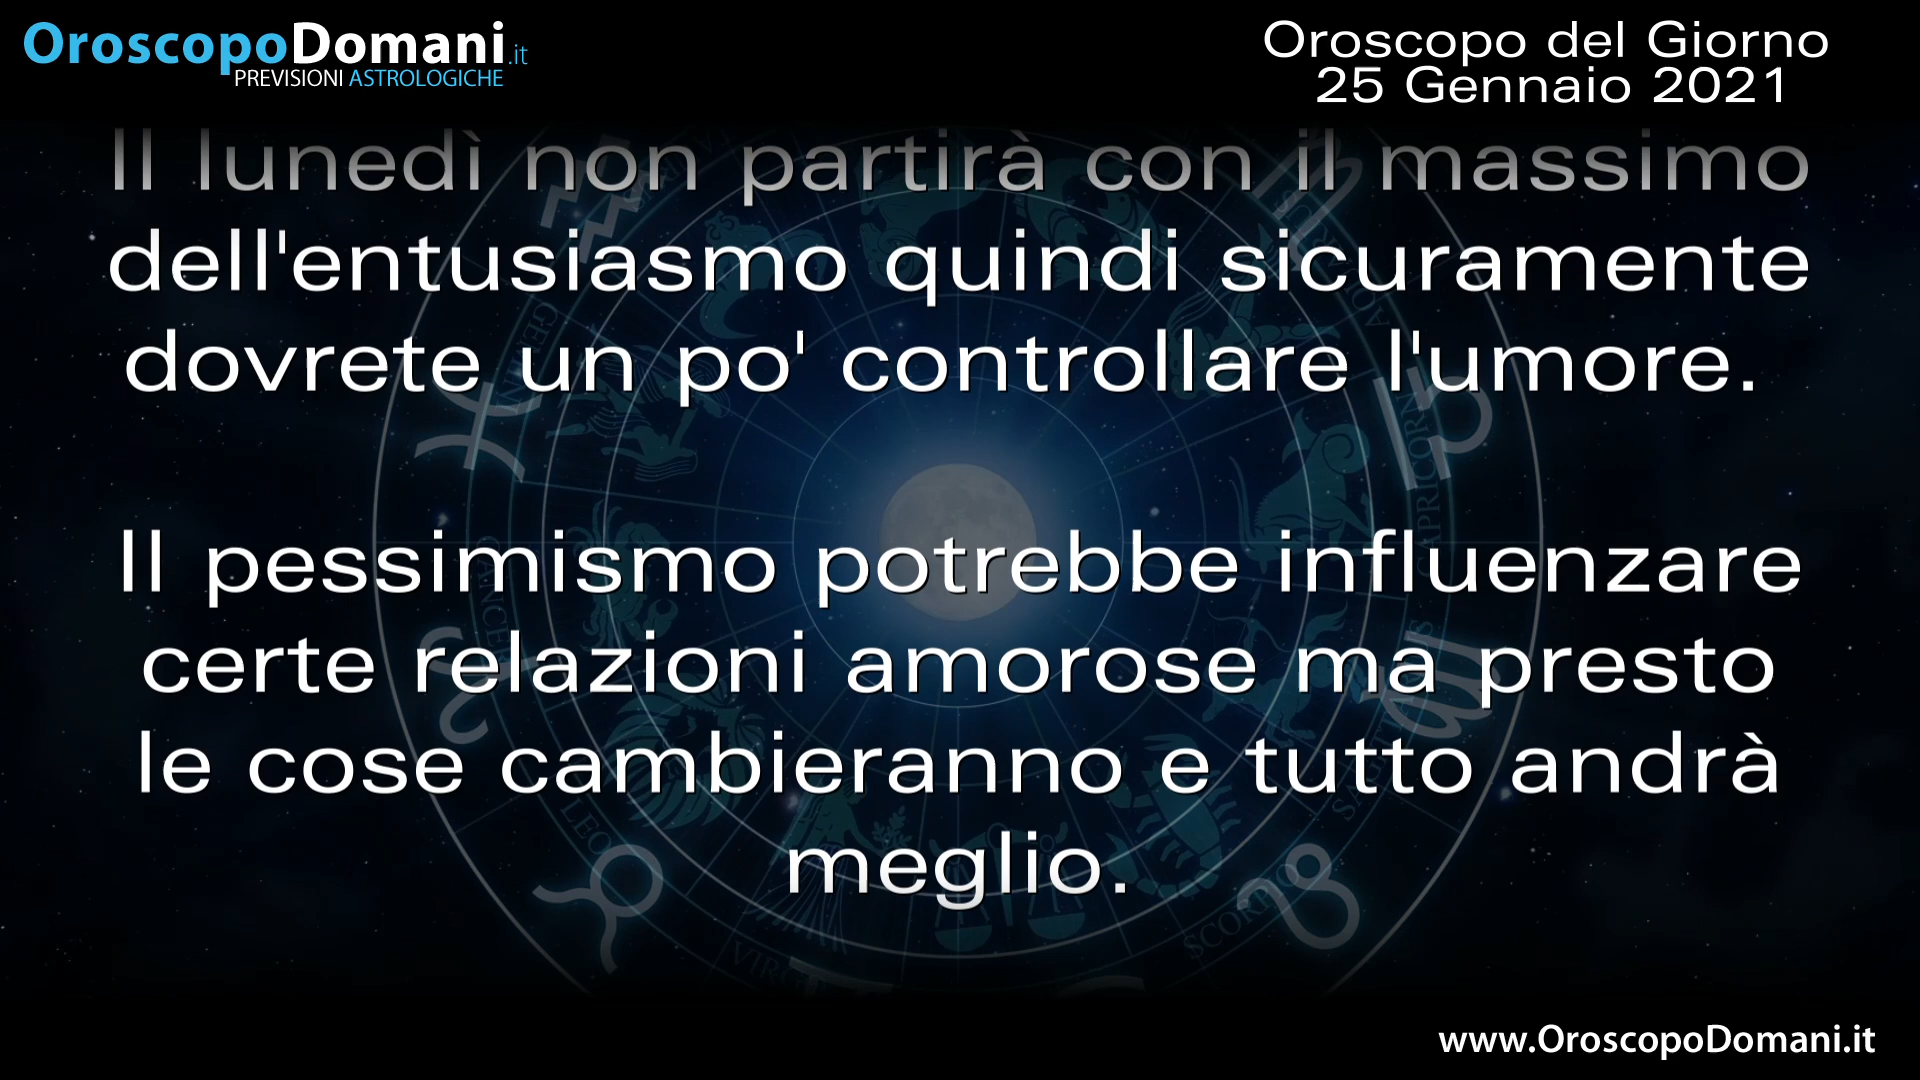 OroscopoDomani.it
PREVISIONI ASTROLOGICHE
Oroscopo del Giorno
25 Gennaio 2021
Il lunedì non partirà con il massimo
dell'entusiasmo quindi sicuramente
dovrete un po' controllare l'umore.
Il pessimismo potrebbe influenzare
certe relazioni amorose ma presto
le cose cambieranno e tutto andrà
meglio.
LEO
SCORPIO
www.OroscopoDomani.it